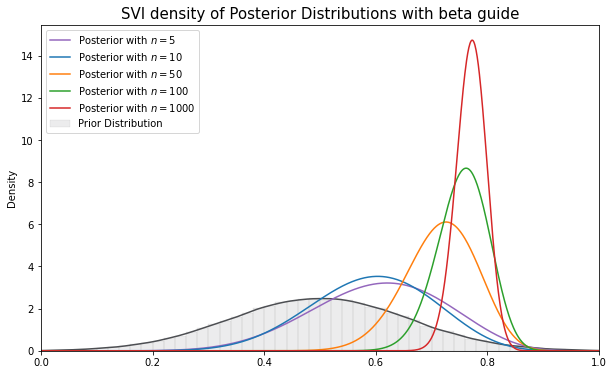 SVI density of Posterior Distributions with beta guide
Posterior with n = 5
Posterior with n = 10
Posterior with n = 50
Posterior with n = 100
Posterior with n = 1000
Prior Distribution
Density
14
12
10
8
6
4
2
0
0.0 0.2 0.4 0.6 0.8 1.0